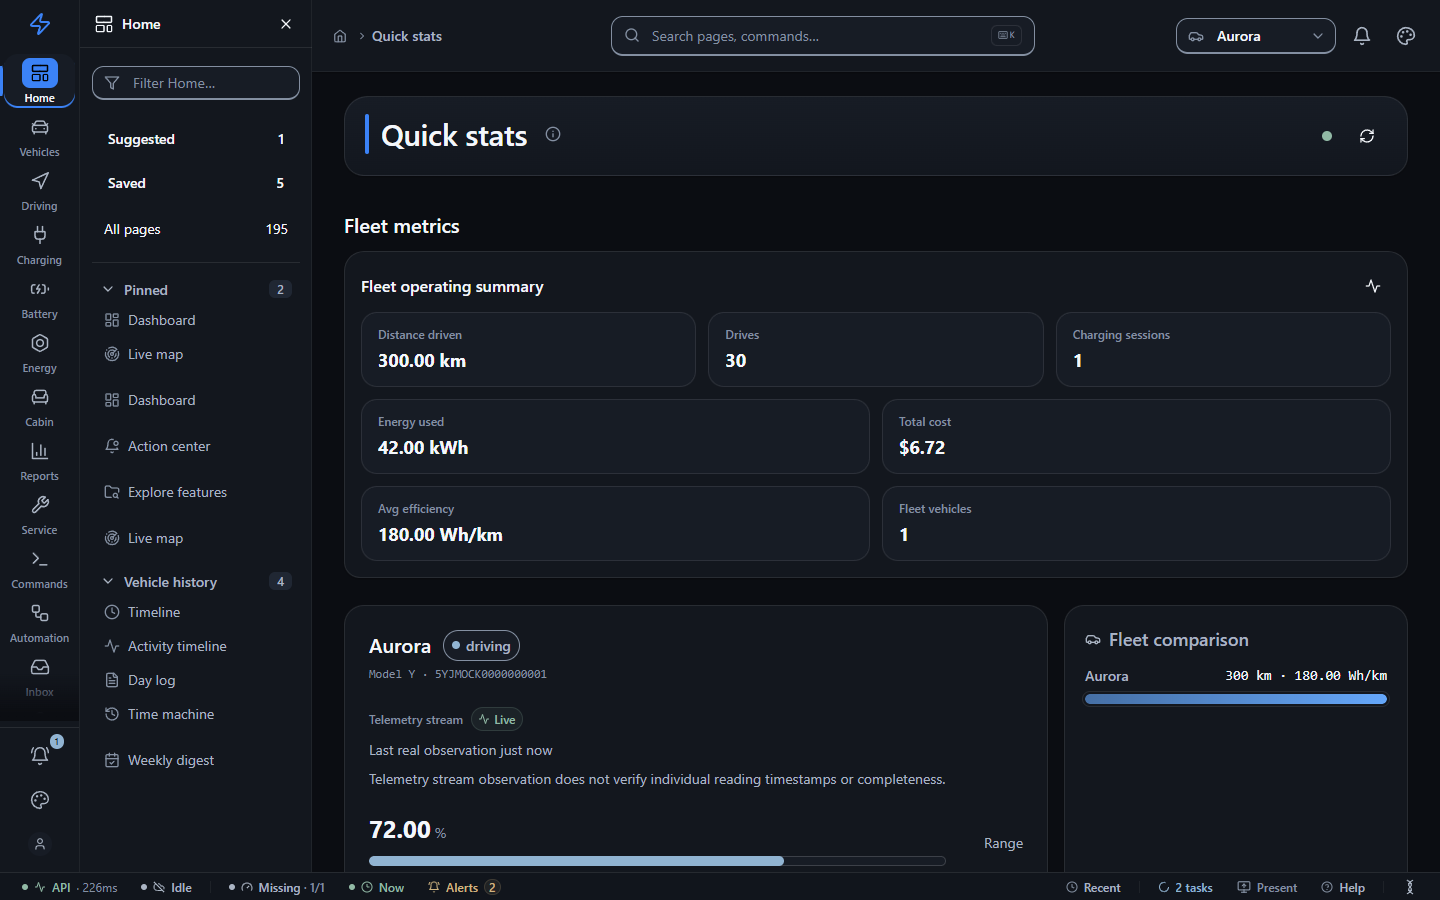 Home
Vehicles
Driving
Charging
Battery
Energy
Cabin
Reports
Service
Commands
Automation
Inbox
1
Home
Filter Home...
Suggested 1
Saved 5
All pages 195
Pinned 2
Dashboard
Live map
Dashboard
Action center
Explore features
Live map
Vehicle history 4
Timeline
Activity timeline
Day log
Time machine
Weekly digest
Quick stats
Search pages, commands... K
Aurora
Quick stats
Fleet metrics
Fleet operating summary
Distance driven
300.00 km
Drives
30
Charging sessions
1
Energy used
42.00 kWh
Total cost
$6.72
Avg efficiency
180.00 Wh/km
Fleet vehicles
1
Aurora driving
Model Y · 5YJMOCK0000000001
Telemetry stream Live
Last real observation just now
Telemetry stream observation does not verify individual reading timestamps or completeness.
72.00 %
Range
Fleet comparison
Aurora 300 km · 180.00 Wh/km
API · 226ms Idle Missing · 1/1 Now Alerts 2 Recent 2 tasks Present Help